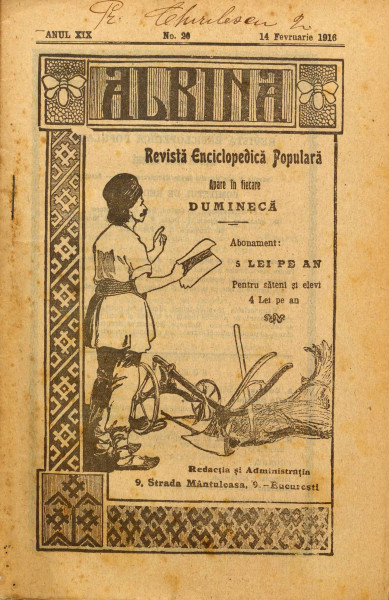 ANUL XIX No. 20 14 Fevruarie 1916
ALBINA
Revistă Enciclopedică Populară
Apare în fiecare
DUMINECĂ
Abonament:
5 LEI PE AN
Pentru săteni și elevi
4 Lei pe an
Redacția și Administrația
9, Strada Mântuleasa, 9.—București